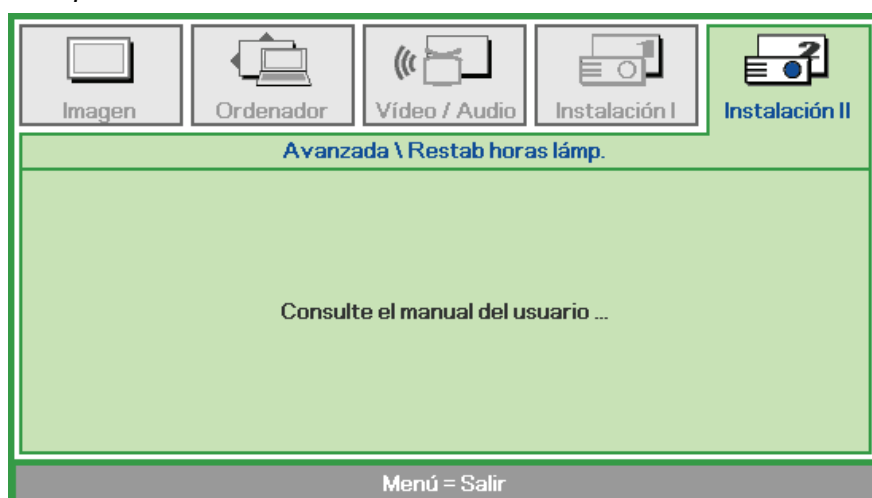 Imagen
Ordenador
Vídeo / Audio
Instalación I
Instalación II
Avanzada \ Restab horas lámp.
Consulte el manual del usuario ...
Menú = Salir